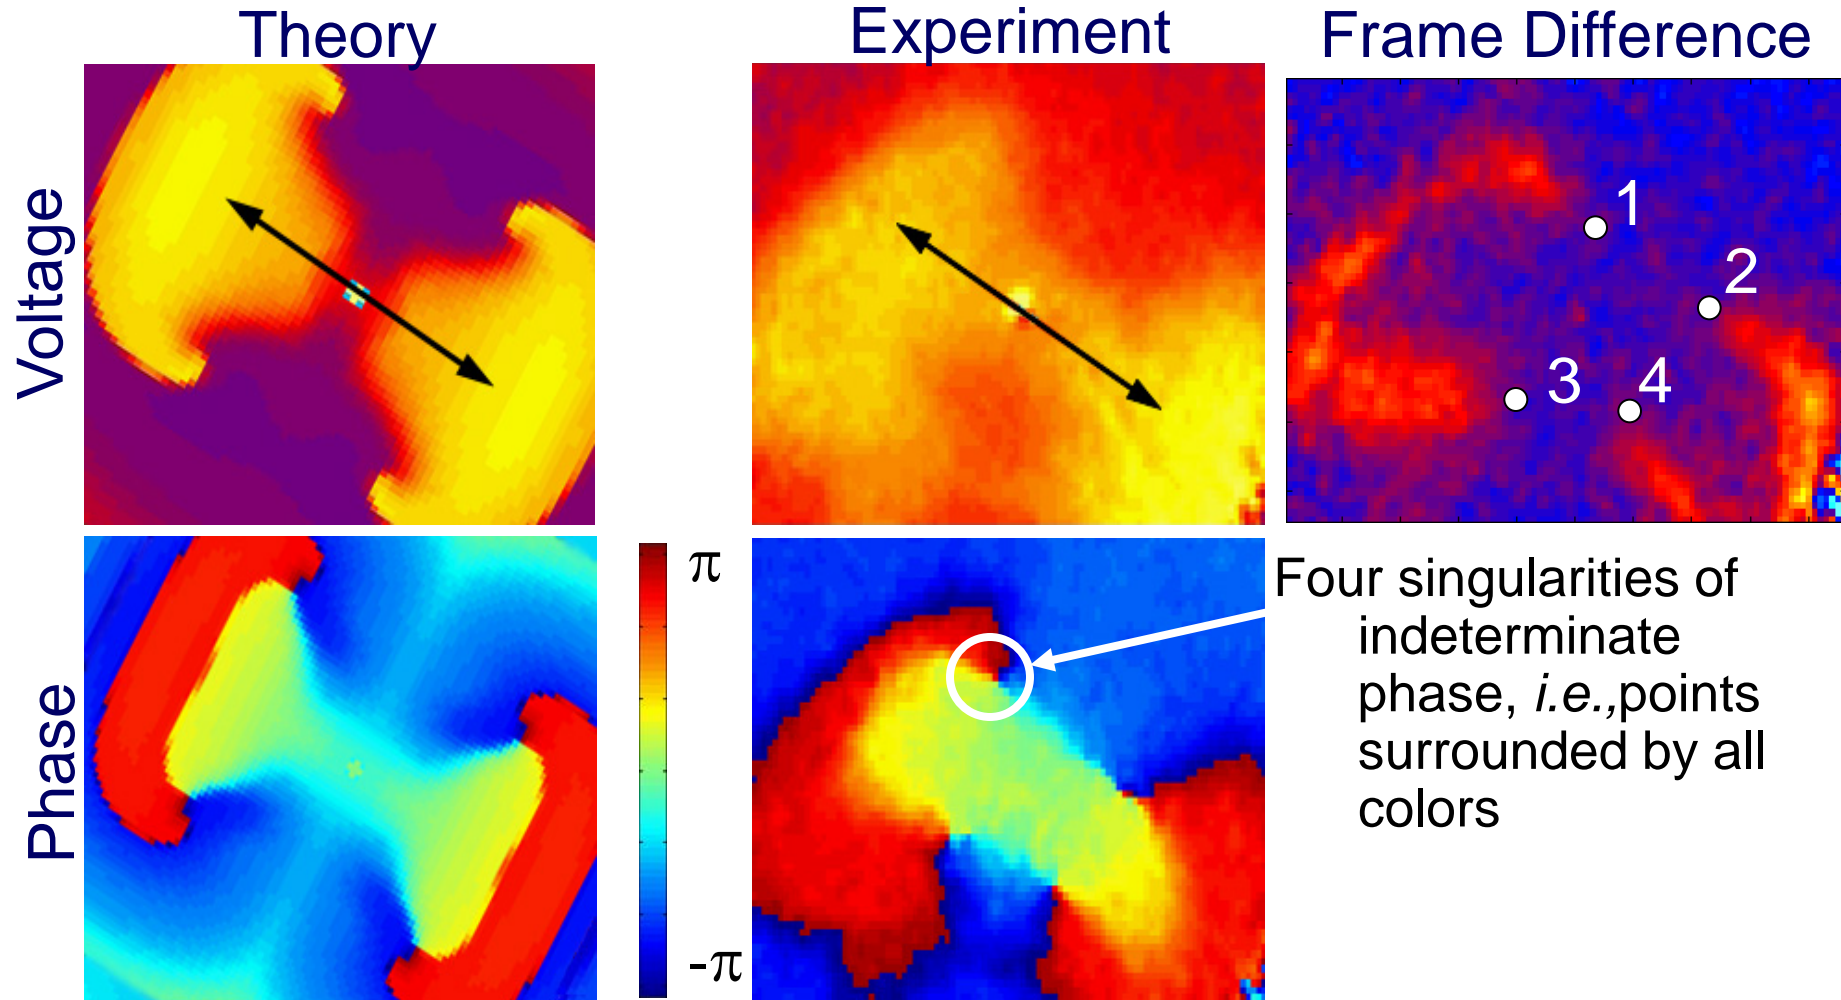 Theory
Experiment
Frame Difference
Voltage
1
2
3
4
Phase
π
-π
Four singularities of
indeterminate
phase, i.e.,points
surrounded by all
colors